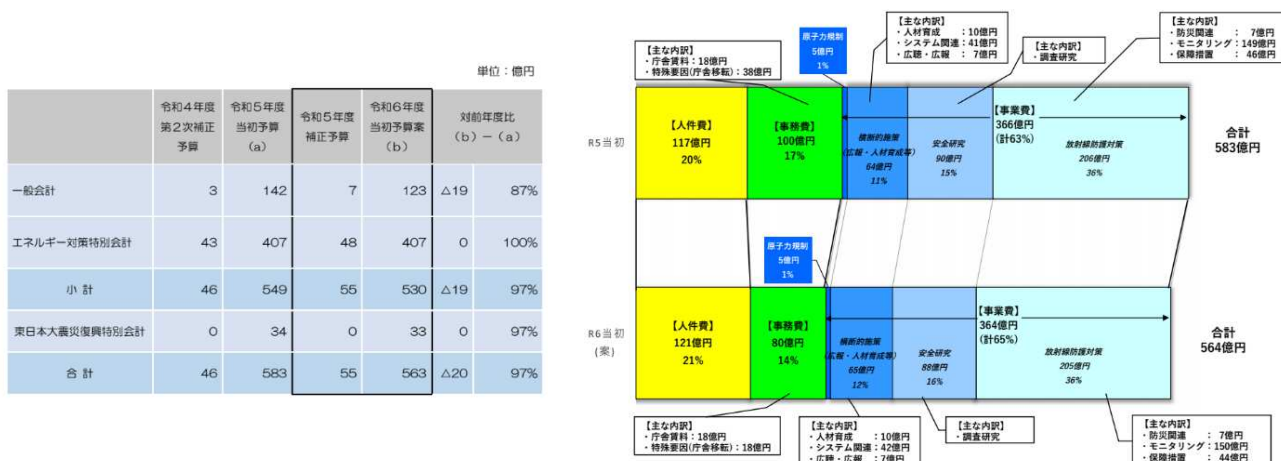 単位：億円
令和４年度
第２次補正
予算
令和５年度
当初予算
(a)
令和５年度
補正予算
令和６年度
当初予算案
(b)
対前年度比
(b) － (a)
一般会計 3 142 7 123 △19 87%
エネルギー対策特別会計 43 407 48 407 0 100%
小 計 46 549 55 530 △19 97%
東日本大震災復興特別会計 0 34 0 33 0 97%
合 計 46 583 55 563 △20 97%
【主な内訳】
・庁舎賃料：18億円
・特殊要因(庁舎移転)：38億円
原子力規制
5億円
1%
【主な内訳】
・人材育成 ：10億円
・システム関連：41億円
・広聴・広報 ： 7億円
【主な内訳】
・調査研究
【主な内訳】
・防災関連 ： 7億円
・モニタリング：149億円
・保障措置 ： 46億円
R5当初
【人件費】
117億円
20%
【事務費】
100億円
17%
横断的施策
(広報・人材育成等)
64億円
11%
安全研究
90億円
15%
【事業費】
366億円
(計63%)
放射線防護対策
206億円
36%
合計
583億円
原子力規制
5億円
1%
R6当初
(案)
【人件費】
121億円
21%
【事務費】
80億円
14%
横断的施策
(広報・人材育成等)
65億円
12%
安全研究
88億円
16%
【事業費】
364億円
(計65%)
放射線防護対策
205億円
36%
合計
564億円
【主な内訳】
・庁舎賃料：18億円
・特殊要因(庁舎移転)：18億円
【主な内訳】
・人材育成 ：10億円
・システム関連：42億円
・広聴・広報 ：7億円
【主な内訳】
・調査研究
【主な内訳】
・防災関連 ： 7億円
・モニタリング：150億円
・保障措置 ： 44億円